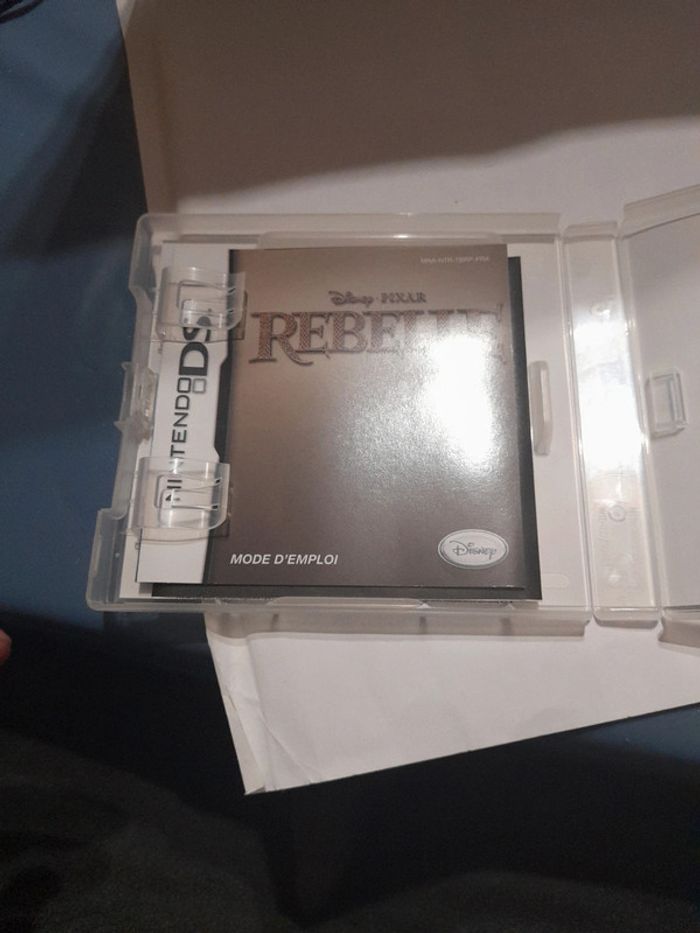 Disney · PIXAR
REBELLE
NINTENDO DS
MODE D'EMPLOI
Disney